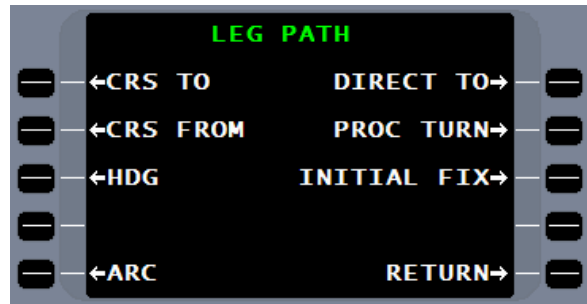 LEG PATH
←CRS TO DIRECT TO→
←CRS FROM PROC TURN→
←HDG INITIAL FIX→
←ARC RETURN→